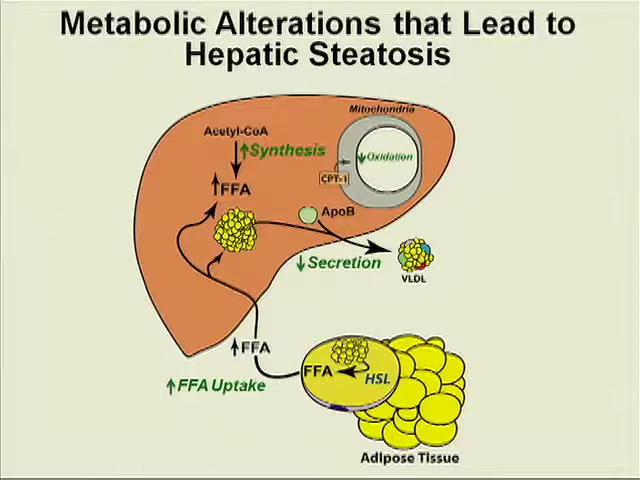 Metabolic Alterations that Lead to
Hepatic Steatosis
Mitochondria
Acetyl-CoA
↑Synthesis
↓Oxidation
CPT-1
↑FFA
ApoB
↓Secretion
VLDL
↑FFA
FFA
HSL
↑FFA Uptake
Adipose Tissue